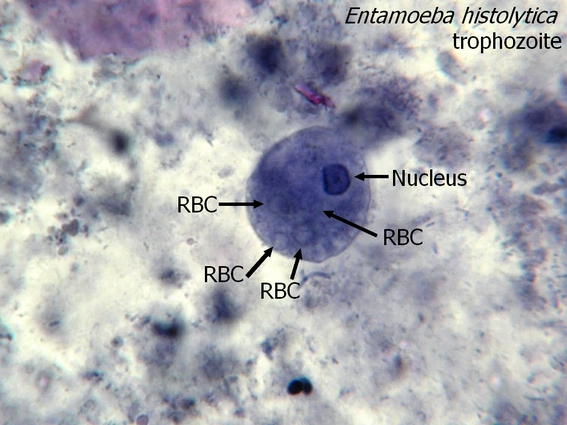 Entamoeba histolytica
trophozoite
Nucleus
RBC
RBC
RBC
RBC